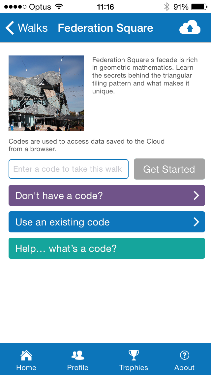 Optus 11:16 91%
Walks Federation Square
Federation Square's facade is rich
in geometric mathematics. Learn
the secrets behind the triangular
tiling pattern and what makes it
unique.
Codes are used to access data saved to the Cloud
from a browser.
Enter a code to take this walk Get Started
Don't have a code?
Use an existing code
Help... what's a code?
Home Profile Trophies About